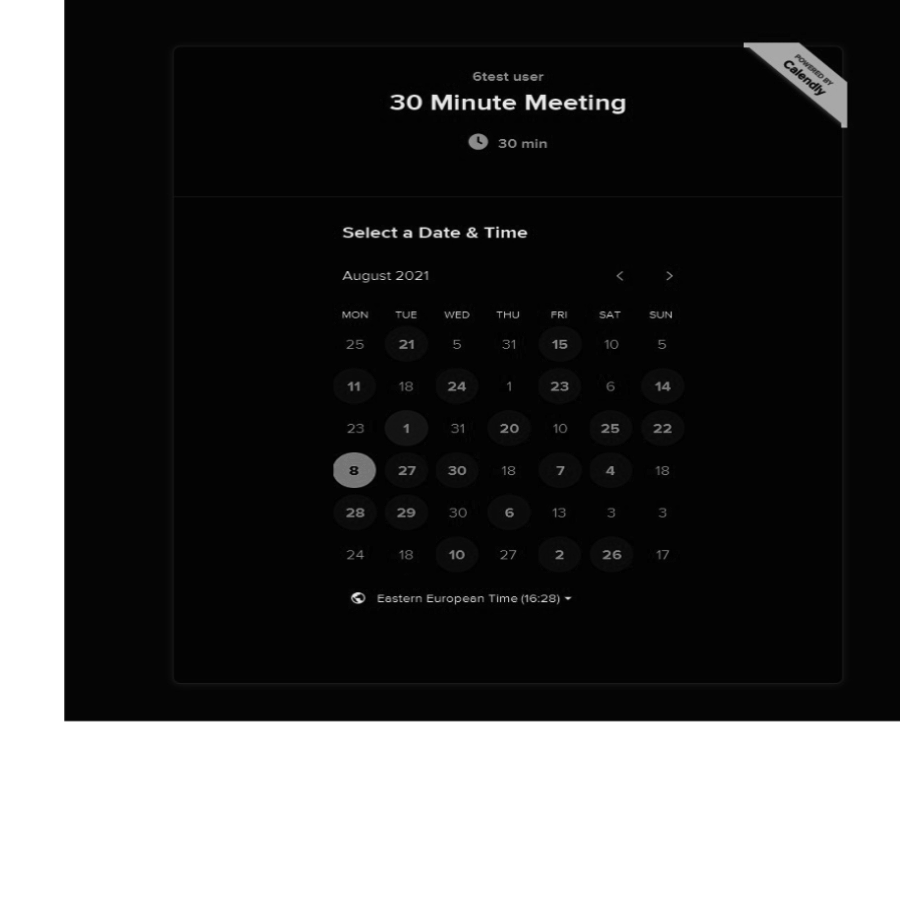 POWERED BY
Calendly
6test user
30 Minute Meeting
30 min
Select a Date & Time
August 2021 < >
MON TUE WED THU FRI SAT SUN
25 21 5 31 15 10 5
11 18 24 1 23 6 14
23 1 31 20 10 25 22
8 27 30 18 7 4 18
28 29 30 6 13 3 3
24 18 10 27 2 26 17
Eastern European Time (16:28)